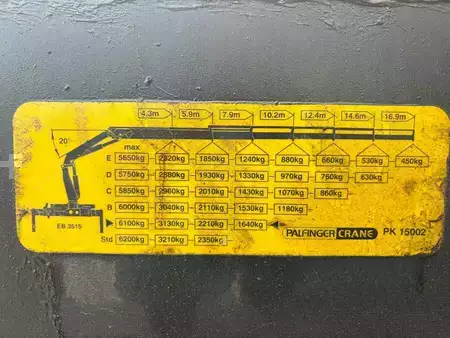 4.3m 5.9m 7.9m 10.2m 12.4m 14.6m 16.9m
20° max
E 5650kg 2820kg 1850kg 1240kg 880kg 660kg 530kg 450kg
D 5750kg 2880kg 1930kg 1330kg 970kg 760kg 630kg
C 5850kg 2960kg 2010kg 1430kg 1070kg 860kg
B 6000kg 3040kg 2110kg 1530kg 1180kg
6100kg 3130kg 2210kg 1640kg
Std 6200kg 3210kg 2350kg
EB 3515
PALFINGER CRANE PK 15002